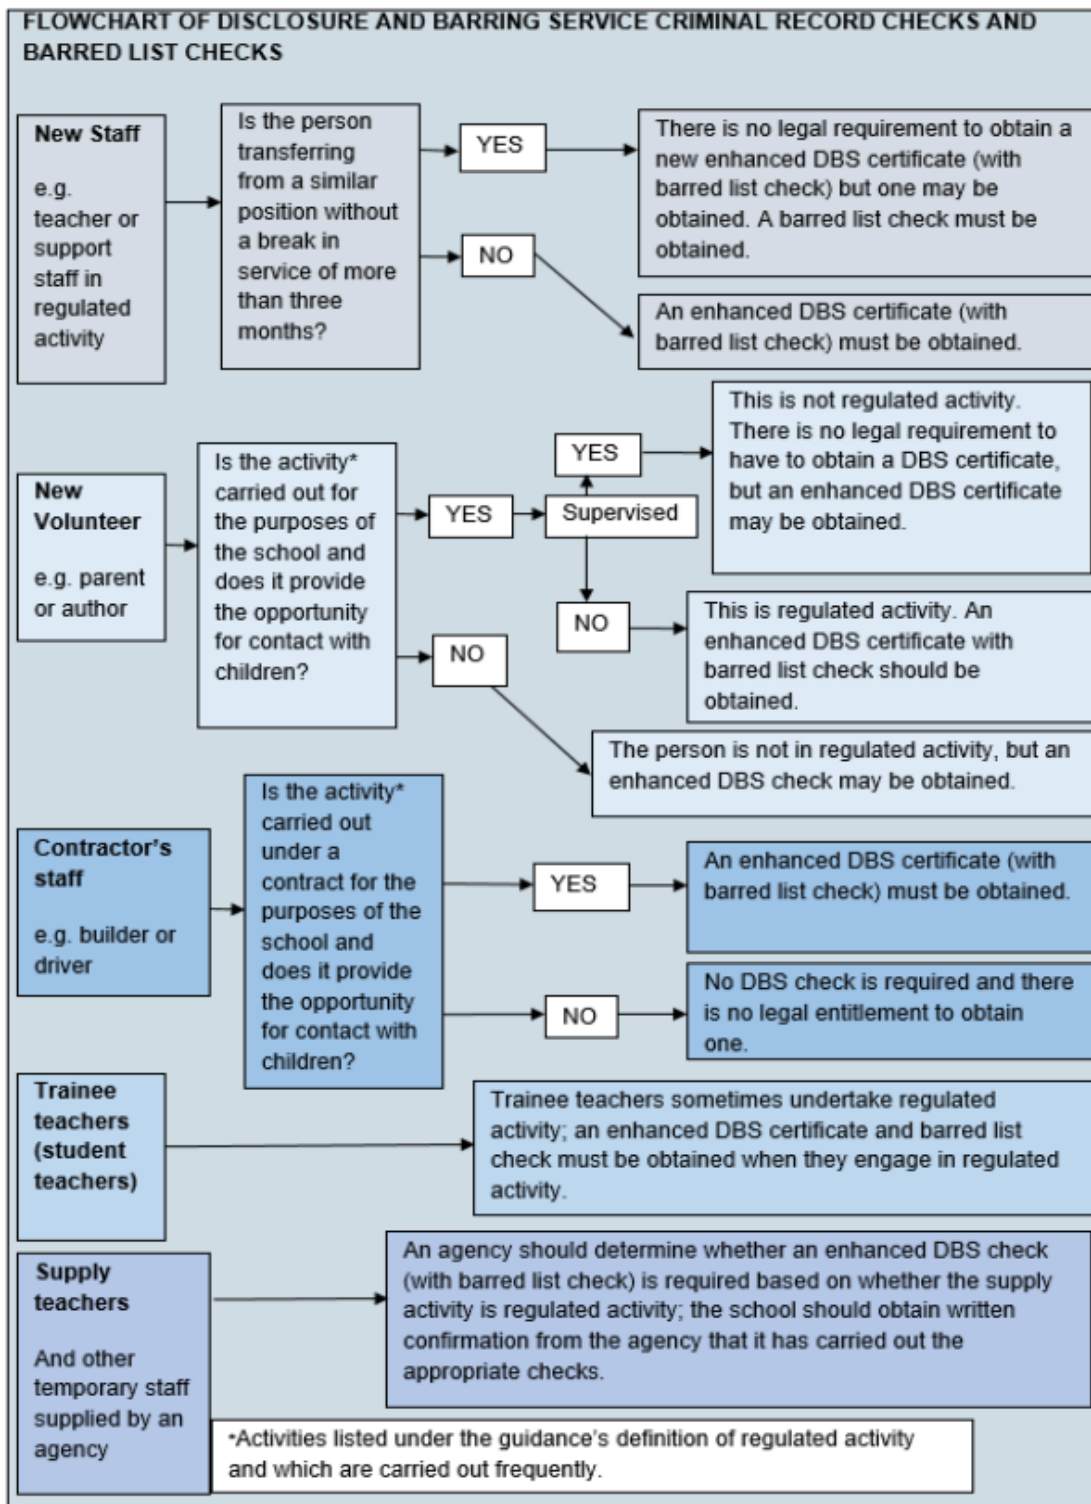 FLOWCHART OF DISCLOSURE AND BARRING SERVICE CRIMINAL RECORD CHECKS AND
BARRED LIST CHECKS
New Staff
e.g.
teacher or
support
staff in
regulated
activity
Is the person
transferring
from a similar
position without
a break in
service of more
than three
months?
YES
There is no legal requirement to obtain a
new enhanced DBS certificate (with
barred list check) but one may be
obtained. A barred list check must be
obtained.
NO
An enhanced DBS certificate (with
barred list check) must be obtained.
New
Volunteer
e.g. parent
or author
Is the activity*
carried out for
the purposes of
the school and
does it provide
the opportunity
for contact with
children?
YES
Supervised
YES
This is not regulated activity.
There is no legal requirement to
have to obtain a DBS certificate,
but an enhanced DBS certificate
may be obtained.
NO
This is regulated activity. An
enhanced DBS certificate with
barred list check should be
obtained.
NO
The person is not in regulated activity, but an
enhanced DBS check may be obtained.
Contractor's
staff
e.g. builder or
driver
Is the activity*
carried out
under a
contract for the
purposes of the
school and
does it provide
the opportunity
for contact with
children?
YES
An enhanced DBS certificate (with
barred list check) must be obtained.
NO
No DBS check is required and there
is no legal entitlement to obtain
one.
Trainee
teachers
(student
teachers)
Trainee teachers sometimes undertake regulated
activity; an enhanced DBS certificate and barred list
check must be obtained when they engage in regulated
activity.
Supply
teachers
And other
temporary staff
supplied by an
agency
An agency should determine whether an enhanced DBS check
(with barred list check) is required based on whether the supply
activity is regulated activity; the school should obtain written
confirmation from the agency that it has carried out the
appropriate checks.
*Activities listed under the guidance's definition of regulated activity
and which are carried out frequently.